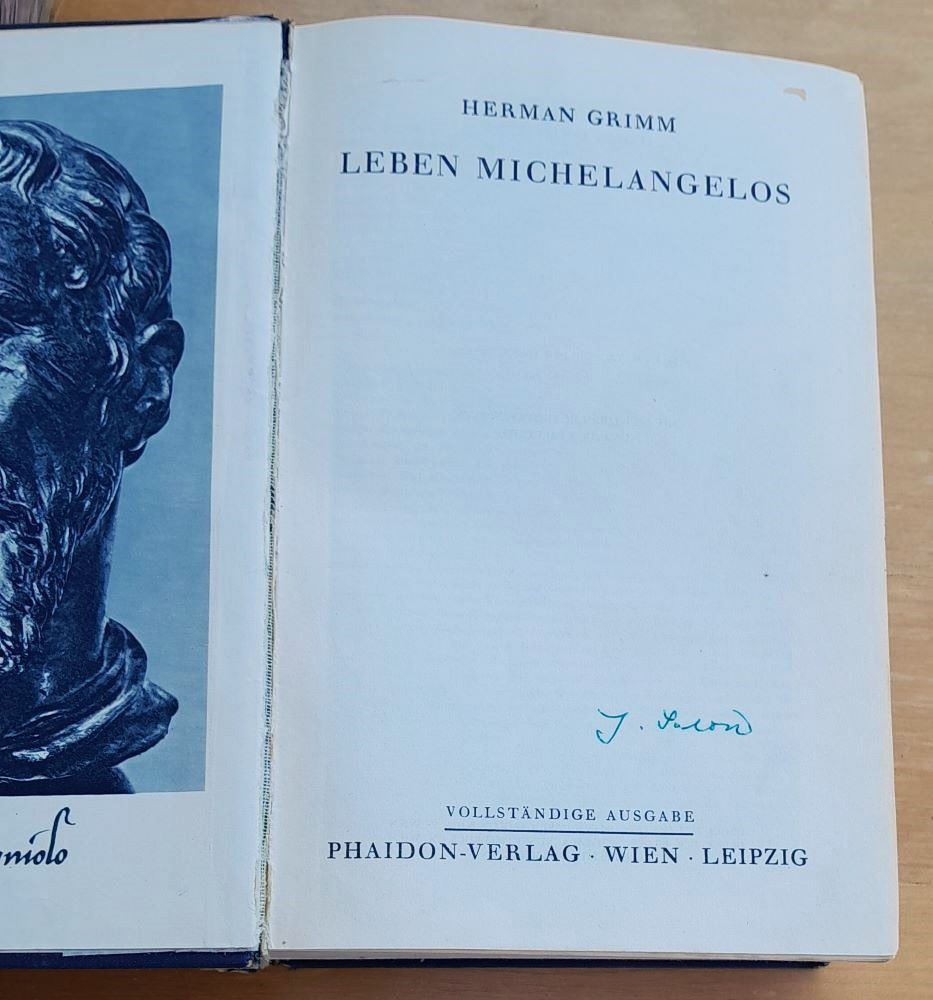 HERMAN GRIMM
LEBEN MICHELANGELOS
VOLLSTÄNDIGE AUSGABE
PHAIDON-VERLAG · WIEN · LEIPZIG